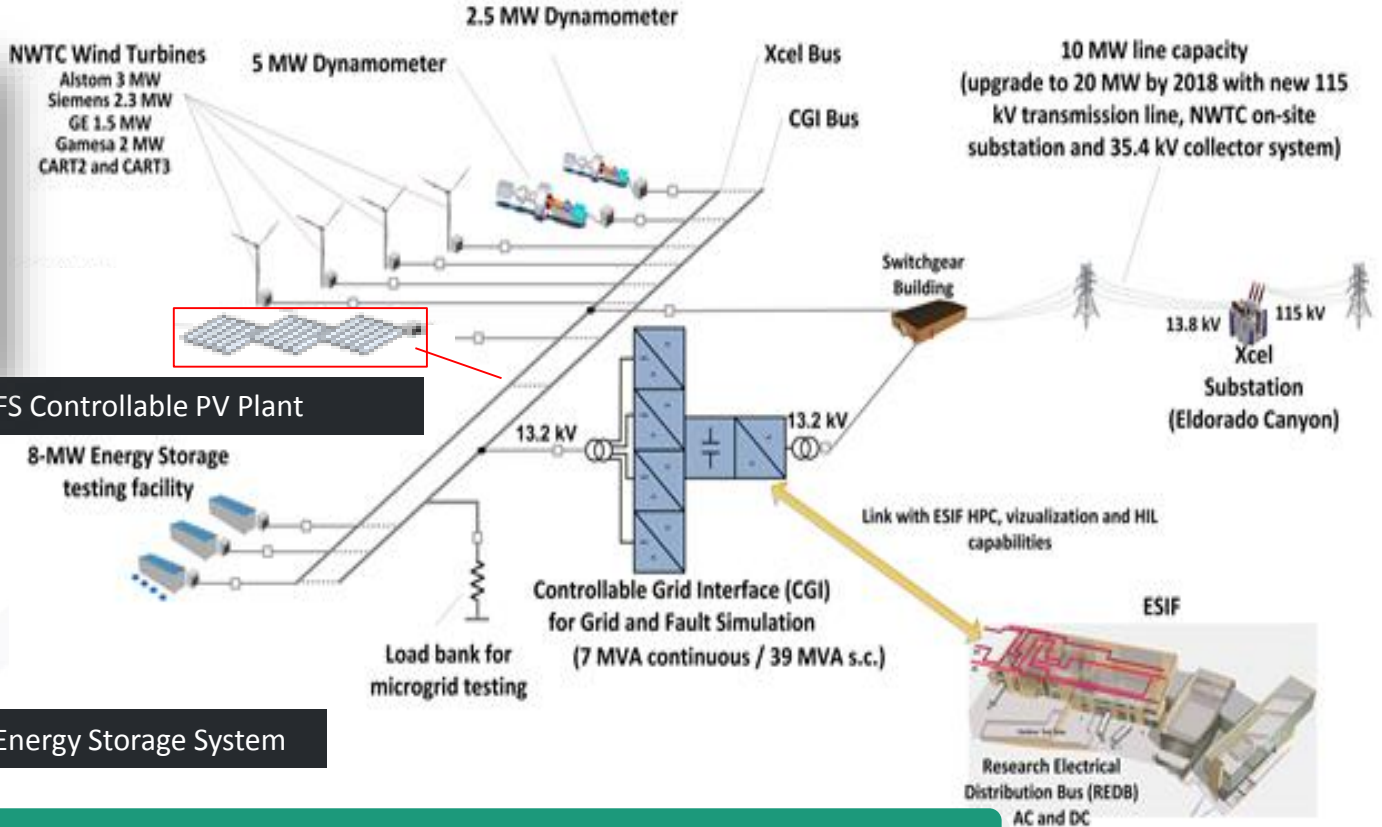 2.5 MW Dynamometer
NWTC Wind Turbines
Alstom 3 MW
Siemens 2.3 MW
GE 1.5 MW
Gamesa 2 MW
CART2 and CART3
5 MW Dynamometer
Xcel Bus
CGI Bus
10 MW line capacity
(upgrade to 20 MW by 2018 with new 115
kV transmission line, NWTC on-site
substation and 35.4 kV collector system)
Switchgear
Building
13.8 kV
115 kV
Xcel
Substation
(Eldorado Canyon)
FS Controllable PV Plant
8-MW Energy Storage
testing facility
13.2 kV
13.2 kV
Link with ESIF HPC, vizualization and HIL
capabilities
Controllable Grid Interface (CGI)
for Grid and Fault Simulation
(7 MVA continuous / 39 MVA s.c.)
Load bank for
microgrid testing
ESIF
Energy Storage System
Research Electrical
Distribution Bus (REDB)
AC and DC